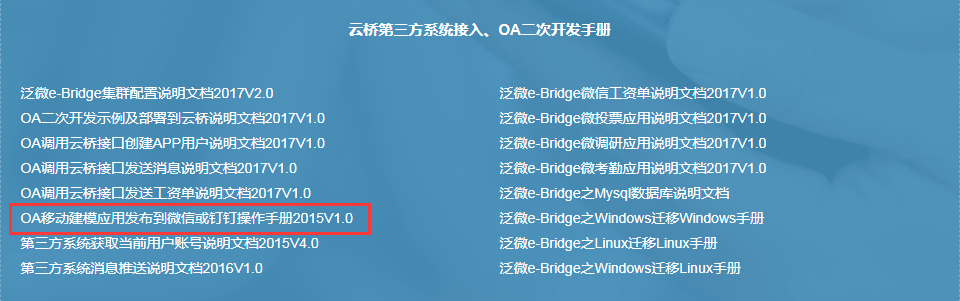 云桥第三方系统接入、OA二次开发手册
泛微e-Bridge集群配置说明文档2017V2.0
OA二次开发示例及部署到云桥说明文档2017V1.0
OA调用云桥接口创建APP用户说明文档2017V1.0
OA调用云桥接口发送消息说明文档2017V1.0
OA调用云桥接口发送工资单说明文档2017V1.0
OA移动建模应用发布到微信或钉钉操作手册2015V1.0
第三方系统获取当前用户账号说明文档2015V4.0
第三方系统消息推送说明文档2016V1.0
泛微e-Bridge微信工资单说明文档2017V1.0
泛微e-Bridge微投票应用说明文档2017V1.0
泛微e-Bridge微调研应用说明文档2017V1.0
泛微e-Bridge微考勤应用说明文档2017V1.0
泛微e-Bridge之Mysql数据库说明文档
泛微e-Bridge之Windows迁移Windows手册
泛微e-Bridge之Linux迁移Linux手册
泛微e-Bridge之Windows迁移Linux手册